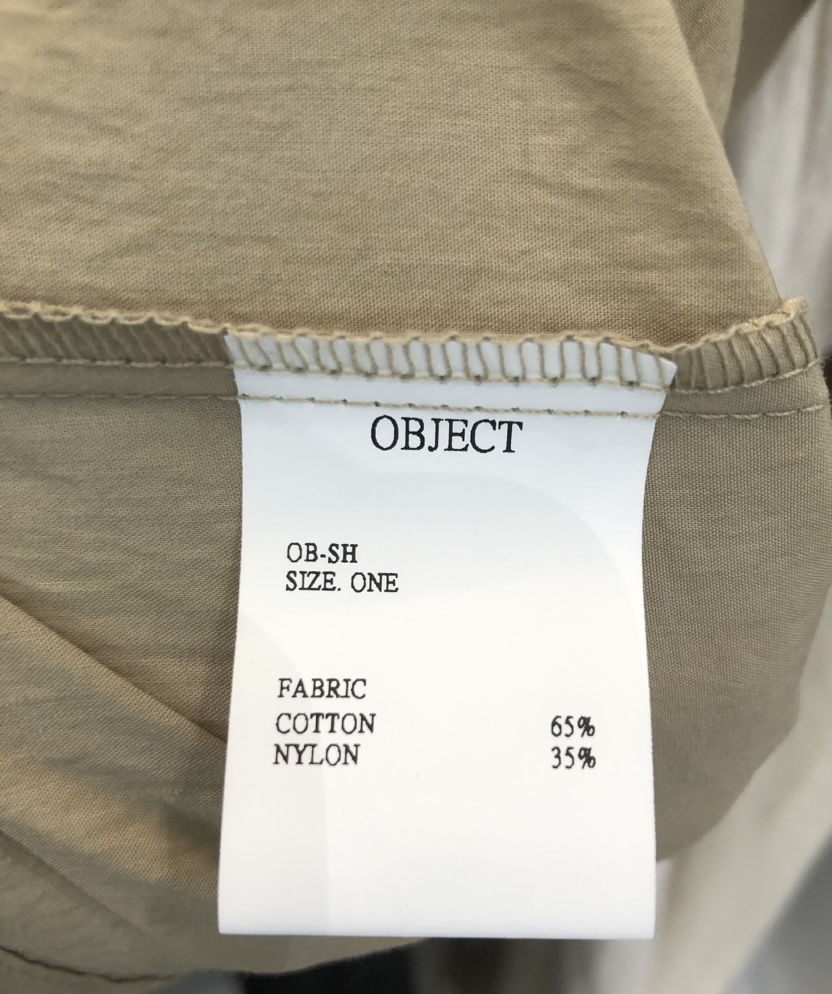 OBJECT
OB-SH
SIZE. ONE
FABRIC
COTTON 65%
NYLON 35%